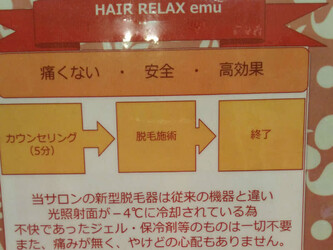 HAIR RELAX emu
痛くない ・ 安全 ・ 高効果
カウンセリング
(5分)
脱毛施術
終了
当サロンの新型脱毛器は従来の機器と違い
光照射面が－4℃に冷却されている為
不快であったジェル・保冷剤等のものは一切不要
また、痛みが無く、やけどの心配もありません。